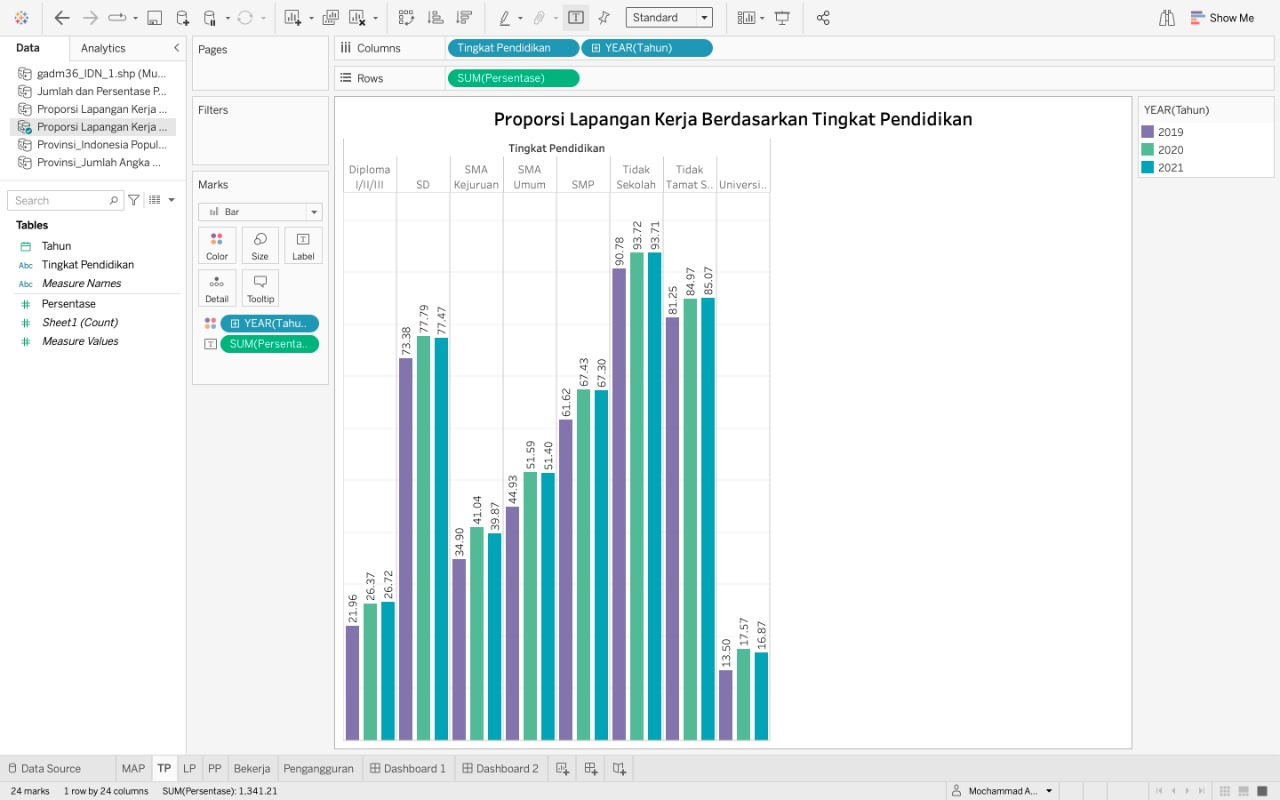 Standard
Show Me
Data
Analytics
gadm36_IDN_1.shp (Mu...
Jumlah dan Persentase P...
Proporsi Lapangan Kerja ...
Proporsi Lapangan Kerja ...
Provinsi_Indonesia Popul...
Provinsi_Jumlah Angka ...
Search
Tables
Tahun
Abc Tingkat Pendidikan
Abc Measure Names
# Persentase
# Sheet1 (Count)
# Measure Values
Pages
Filters
Marks
Bar
Color
Size
Label
Detail
Tooltip
YEAR(Tahu..
SUM(Persenta..
Columns
Tingkat Pendidikan
YEAR(Tahun)
Rows
SUM(Persentase)
Proporsi Lapangan Kerja Berdasarkan Tingkat Pendidikan
Tingkat Pendidikan
Diploma
I/II/III
SD
SMA
Kejuruan
SMA
Umum
SMP
Tidak
Sekolah
Tidak
Tamat S..
Universi..
21.96
26.37
26.72
73.38
77.79
77.47
34.90
41.04
39.87
44.93
51.59
51.40
61.62
67.43
67.30
90.78
93.72
93.71
81.25
84.97
85.07
13.50
17.57
16.87
YEAR(Tahun)
2019
2020
2021
Data Source
MAP
TP
LP
PP
Bekerja
Pengangguran
Dashboard 1
Dashboard 2
24 marks
1 row by 24 columns
SUM(Persentase): 1,341.21
Mochammad A...